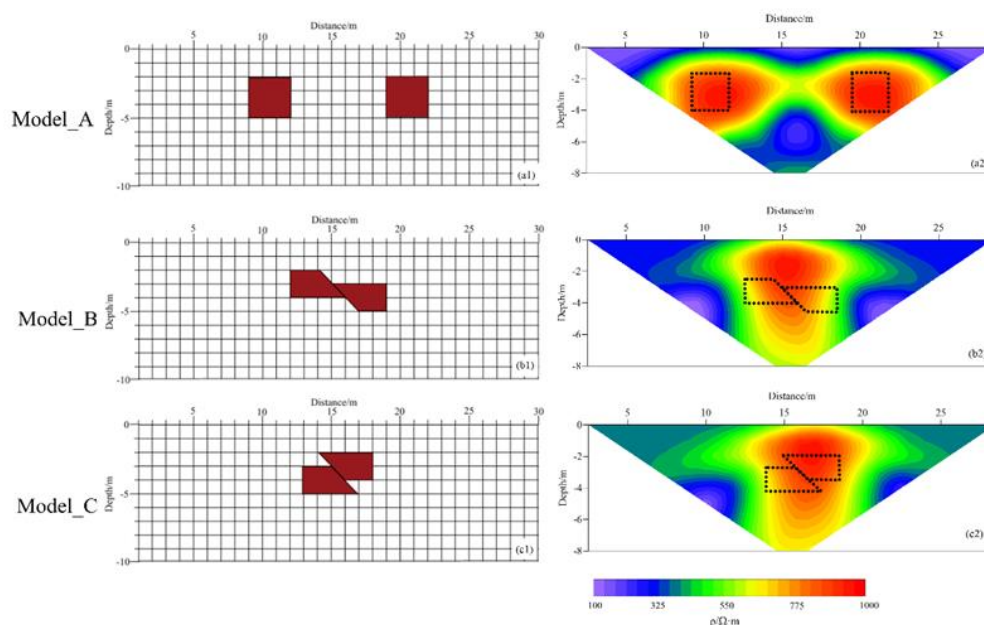 Distance/m
0 5 10 15 20 25 30
0
-5
-10
Depth/m
Model_A
(a1)
Distance/m
5 10 15 20 25
0
-2
-4
-6
-8
Depth/m
(a2
Distance/m
0 5 10 15 20 25 30
0
-5
-10
Depth/m
Model_B
(b1)
Distance/m
5 10 15 20 25
0
-2
-4
-6
-8
Depth/m
(b2)
Distance/m
10 15 20 25 30
0
-5
-10
Depth/m
Model_C
(c1)
Distance/m
5 10 15 20 25
0
-2
-4
-6
-8
Depth/m
(c2)
100 325 550 775 1000
ρ/Ω·m